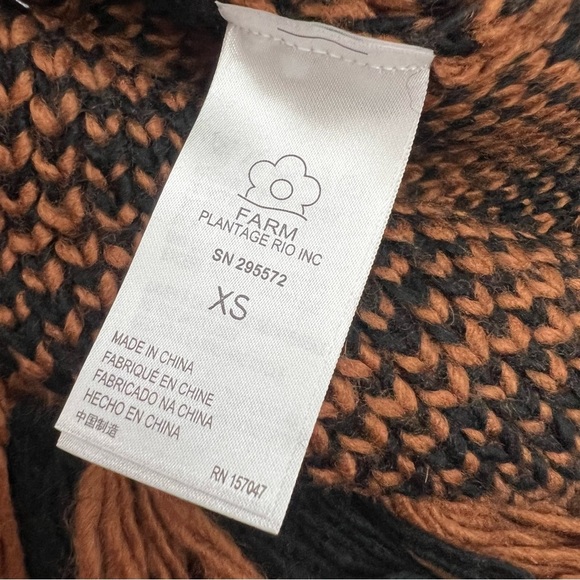 FARM
PLANTAGE RIO INC
SN 295572
XS
MADE IN CHINA
FABRIQUÉ EN CHINE
FABRICADO NA CHINA
HECHO EN CHINA
中国制造
RN 157047